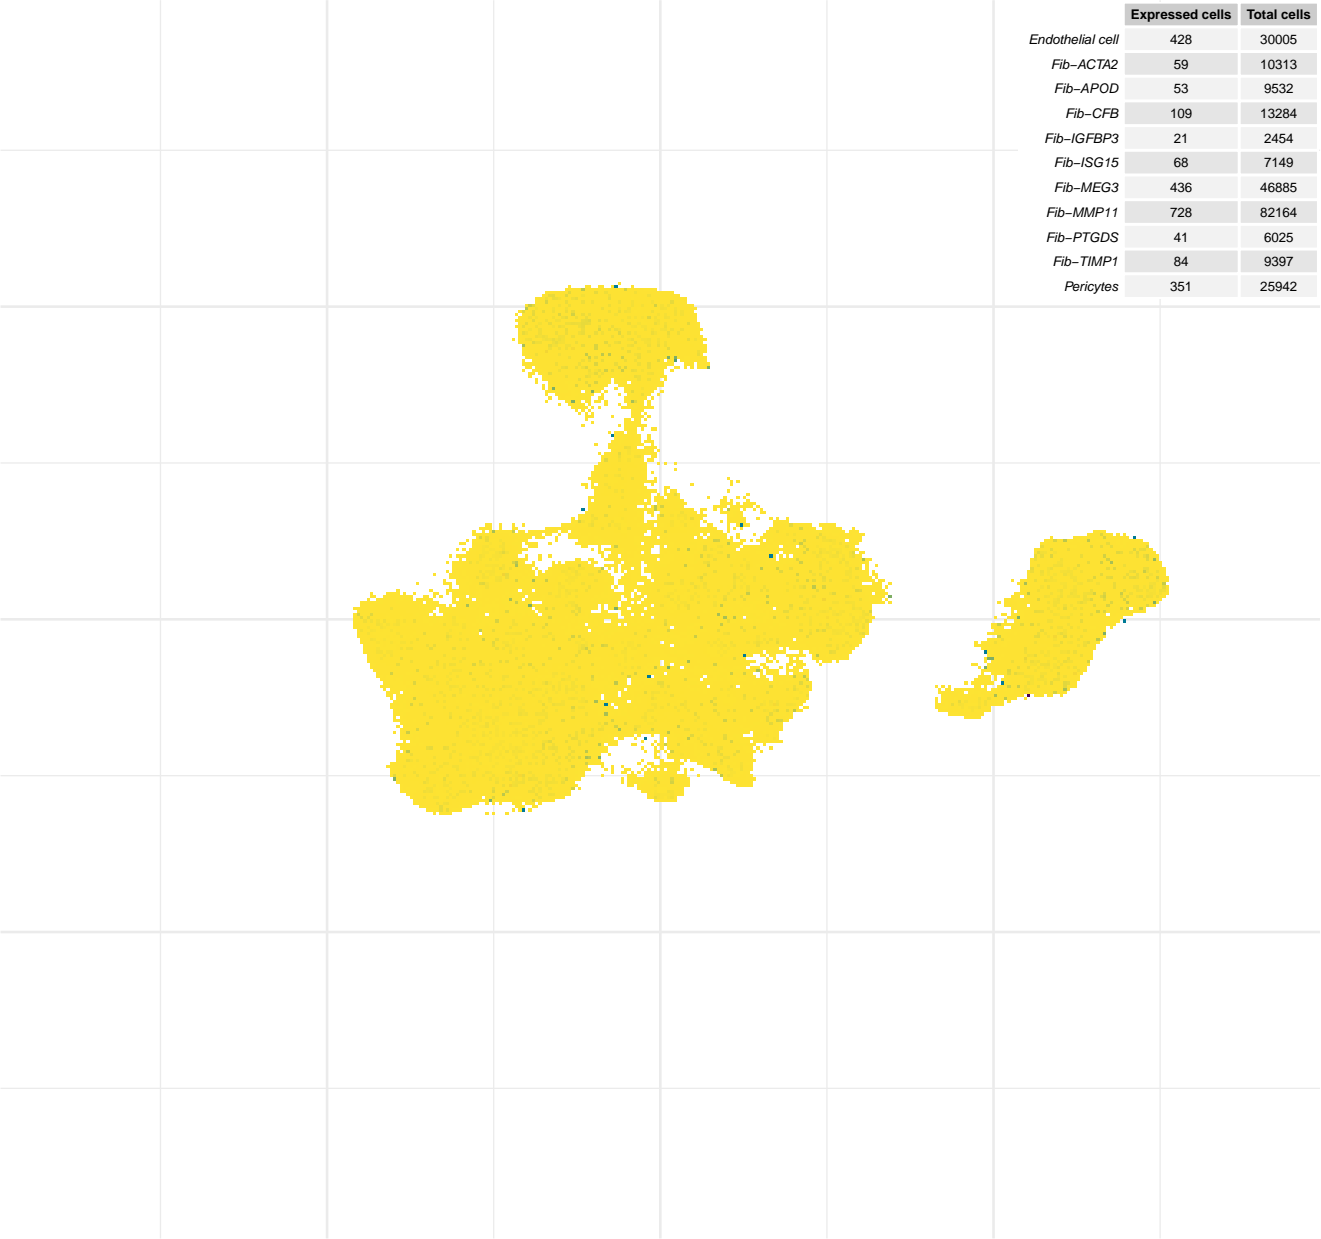 Expressed cells Total cells
Endothelial cell 428 30005
Fib−ACTA2 59 10313
Fib−APOD 53 9532
Fib−CFB 109 13284
Fib−IGFBP3 21 2454
Fib−ISG15 68 7149
Fib−MEG3 436 46885
Fib−MMP11 728 82164
Fib−PTGDS 41 6025
Fib−TIMP1 84 9397
Pericytes 351 25942